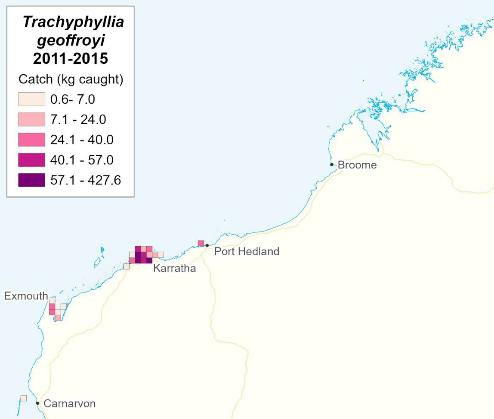 Trachyphyllia
geoffroyi
2011-2015
Catch (kg caught)
0.6- 7.0
7.1 - 24.0
24.1 - 40.0
40.1 - 57.0
57.1 - 427.6
Broome
Port Hedland
Karratha
Exmouth
Carnarvon